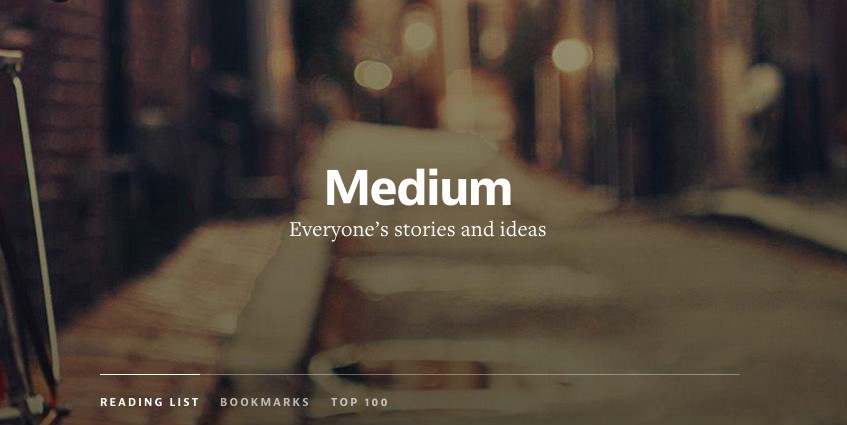 Medium
Everyone’s stories and ideas
READING LIST BOOKMARKS TOP 100